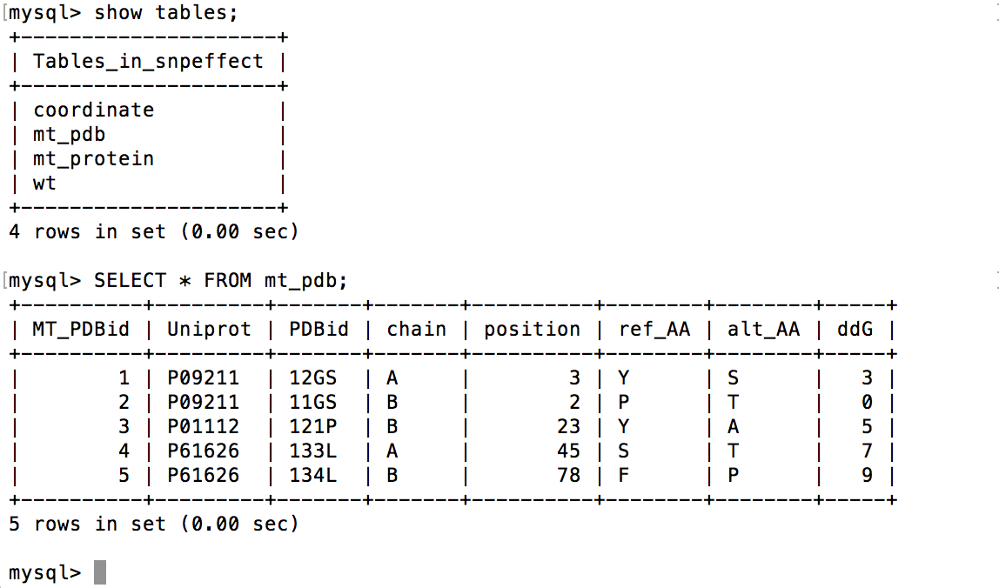 mysql> show tables;
+---------------------+
| Tables_in_snpeffect |
+---------------------+
| coordinate          |
| mt_pdb              |
| mt_protein          |
| wt                  |
+---------------------+
4 rows in set (0.00 sec)
mysql> SELECT * FROM mt_pdb;
+----------+---------+-------+-------+----------+--------+--------+-----+
| MT_PDBid | Uniprot | PDBid | chain | position | ref_AA | alt_AA | ddG |
+----------+---------+-------+-------+----------+--------+--------+-----+
|        1 | P09211  | 12GS  | A     |        3 | Y      | S      |   3 |
|        2 | P09211  | 11GS  | B     |        2 | P      | T      |   0 |
|        3 | P01112  | 121P  | B     |       23 | Y      | A      |   5 |
|        4 | P61626  | 133L  | A     |       45 | S      | T      |   7 |
|        5 | P61626  | 134L  | B     |       78 | F      | P      |   9 |
+----------+---------+-------+-------+----------+--------+--------+-----+
5 rows in set (0.00 sec)
mysql>